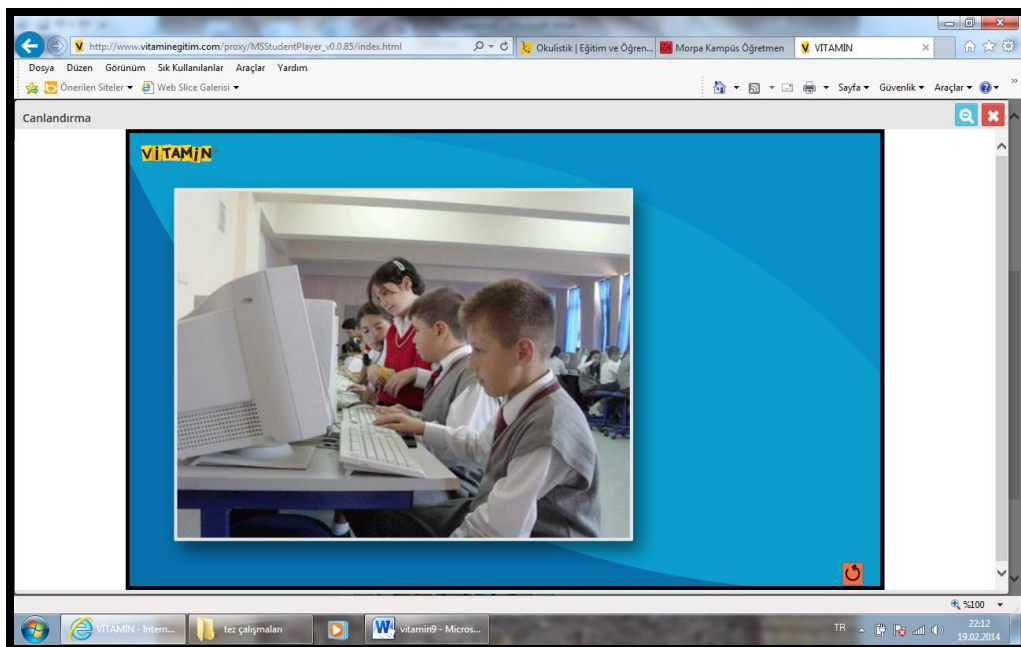 http://www.vitaminegitim.com/proxy/MSStudentPlayer_v0.0.85/index.html
Okulistik | Eğitim ve Öğren...
Morpa Kampüs Öğretmen
VİTAMİN
Dosya Düzen Görünüm Sık Kullanılanlar Araçlar Yardım
Önerilen Siteler
Web Slice Galerisi
Sayfa Güvenlik Araçlar
Canlandırma
VİTAMİN
%100
VİTAMİN - Intern...
tez çalışmaları
vitamin9 - Micros...
TR
22:12
19.02.2014